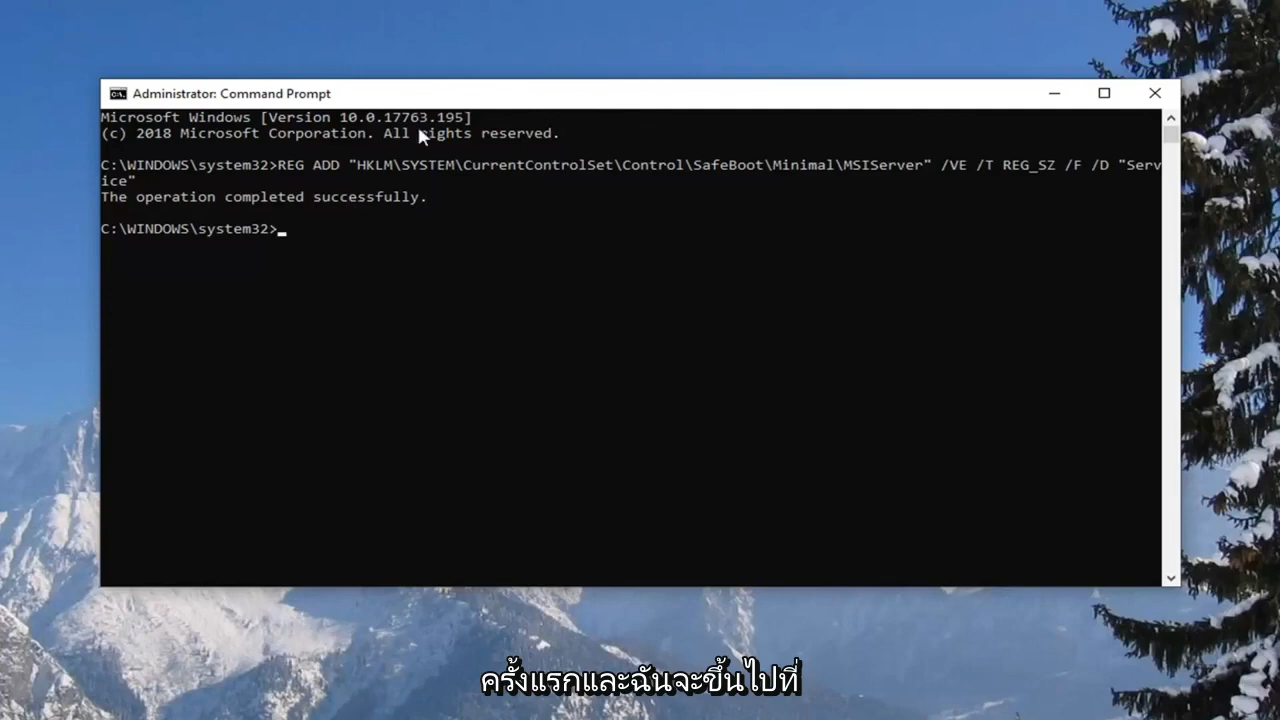 Administrator: Command Prompt
Microsoft Windows [Version 10.0.17763.195]
(c) 2018 Microsoft Corporation. All rights reserved.
C:\WINDOWS\system32>REG ADD "HKLM\SYSTEM\CurrentControlSet\Control\SafeBoot\Minimal\MSIServer" /VE /T REG_SZ /F /D "Serv
ice"
The operation completed successfully.
C:\WINDOWS\system32>
ครั้งแรกและฉันจะขึ้นไปที่